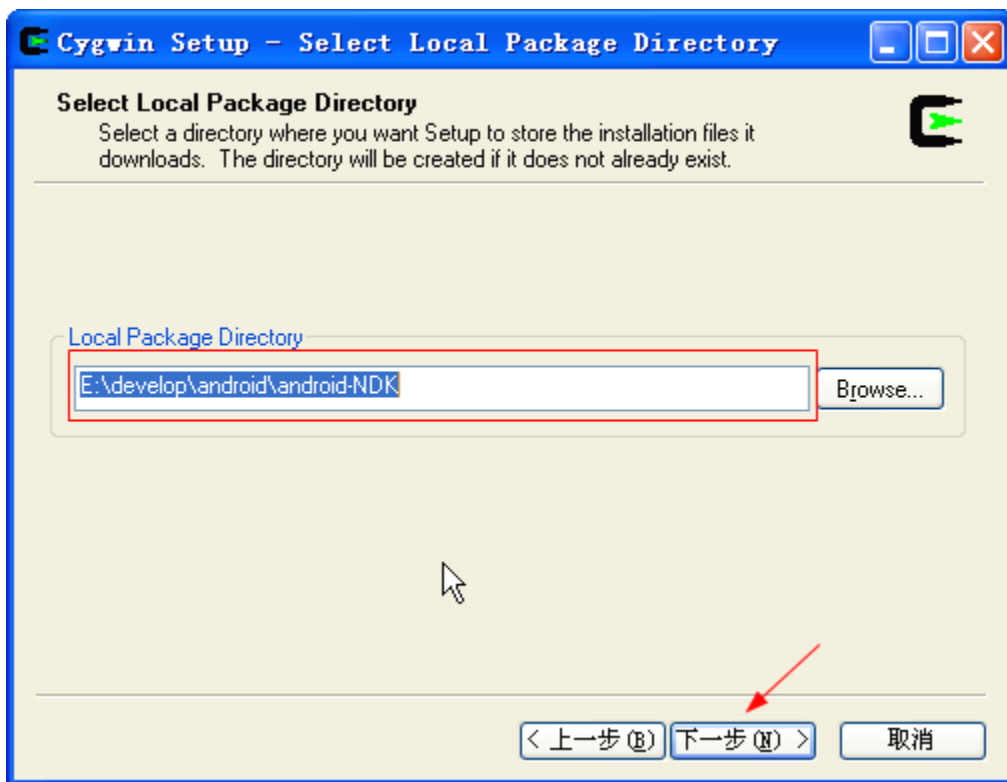 Cygwin Setup - Select Local Package Directory
Select Local Package Directory
Select a directory where you want Setup to store the installation files it
downloads. The directory will be created if it does not already exist.
Local Package Directory
E:\develop\android\android-NDK
Browse...
< 上一步(B)
下一步(N) >
取消